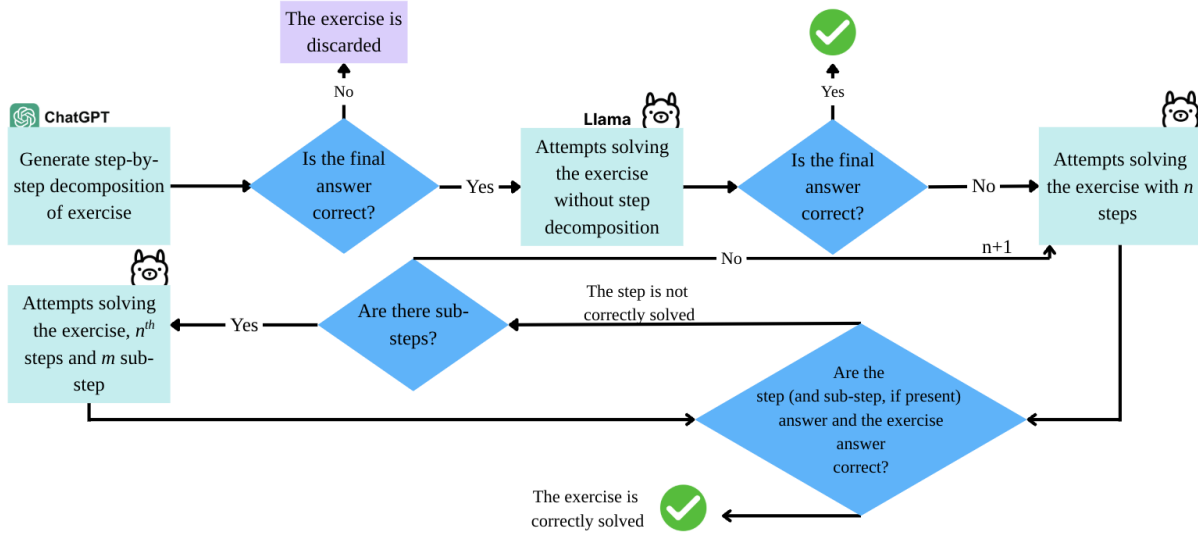 The exercise is
discarded
No
ChatGPT
Generate step-by-
step decomposition
of exercise
Is the final
answer
correct?
Yes
Llama
Attempts solving
the exercise
without step
decomposition
Yes
Is the final
answer
correct?
No
Attempts solving
the exercise with n
steps
n+1
No
Attempts solving
the exercise, nth
steps and m sub-
step
Yes
Are there sub-
steps?
The step is not
correctly solved
Are the
step (and sub-step, if present)
answer and the exercise
answer
correct?
The exercise is
correctly solved